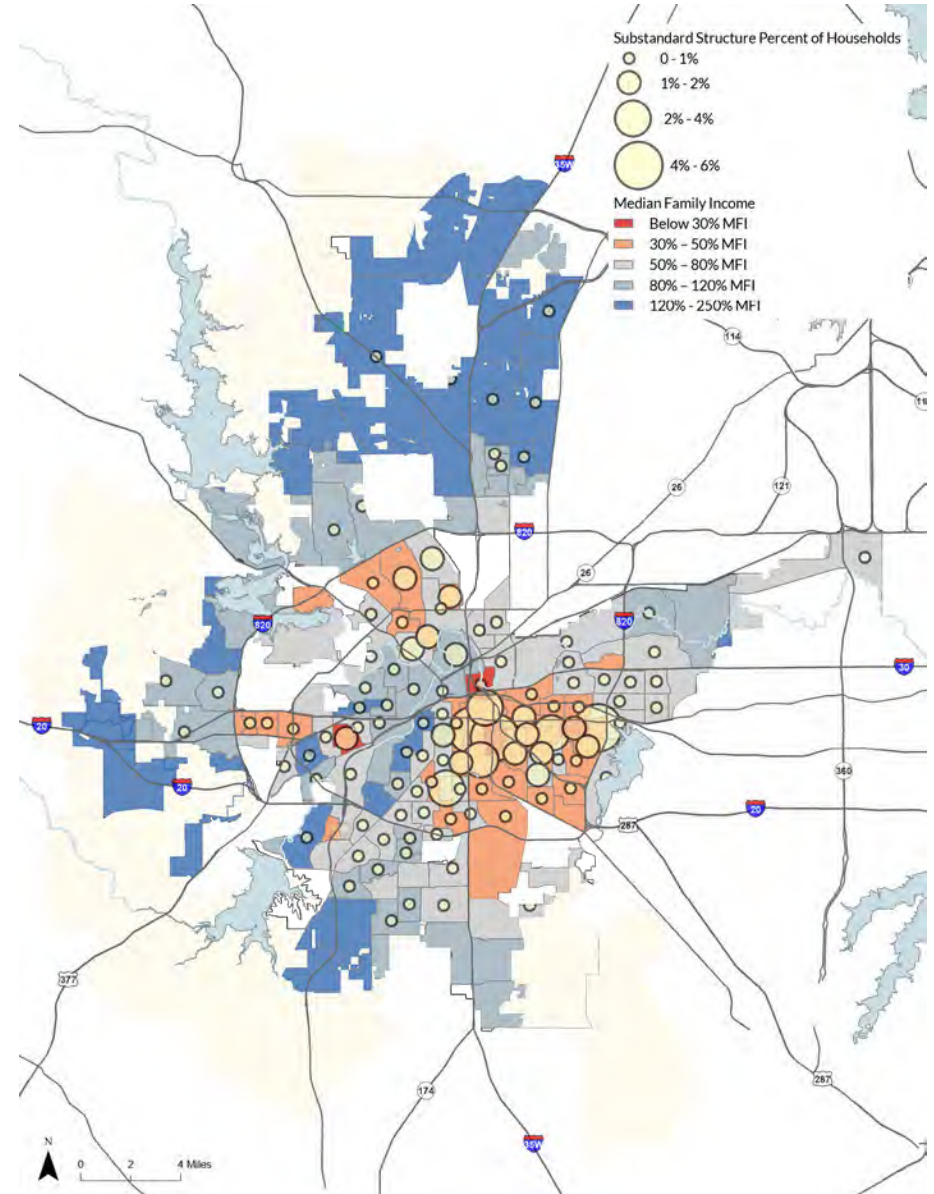 Substandard Structure Percent of Households
0 - 1%
1% - 2%
2% - 4%
4% - 6%
Median Family Income
Below 30% MFI
30% – 50% MFI
50% – 80% MFI
80% – 120% MFI
120% - 250% MFI
35W
114
121
26
820
26
820
820
30
20
20
360
20
287
377
174
287
35W
N
0 2 4 Miles